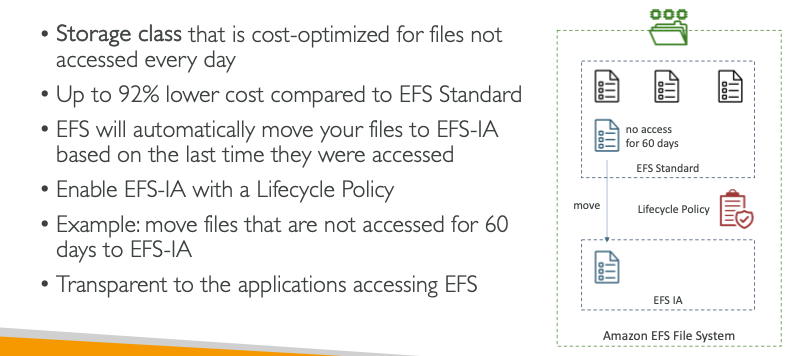 • Storage class that is cost-optimized for files not
accessed every day
• Up to 92% lower cost compared to EFS Standard
• EFS will automatically move your files to EFS-IA
based on the last time they were accessed
• Enable EFS-IA with a Lifecycle Policy
• Example: move files that are not accessed for 60
days to EFS-IA
• Transparent to the applications accessing EFS
no access
for 60 days
EFS Standard
move
Lifecycle Policy
EFS IA
Amazon EFS File System